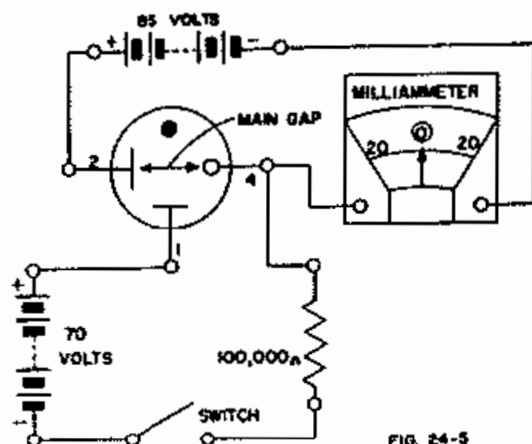 85 VOLTS
+ -
MILLIAMMETER
MAIN GAP
0
20 20
2
4
1
+
70
VOLTS
-
100,000Ω
SWITCH
FIG. 24-5